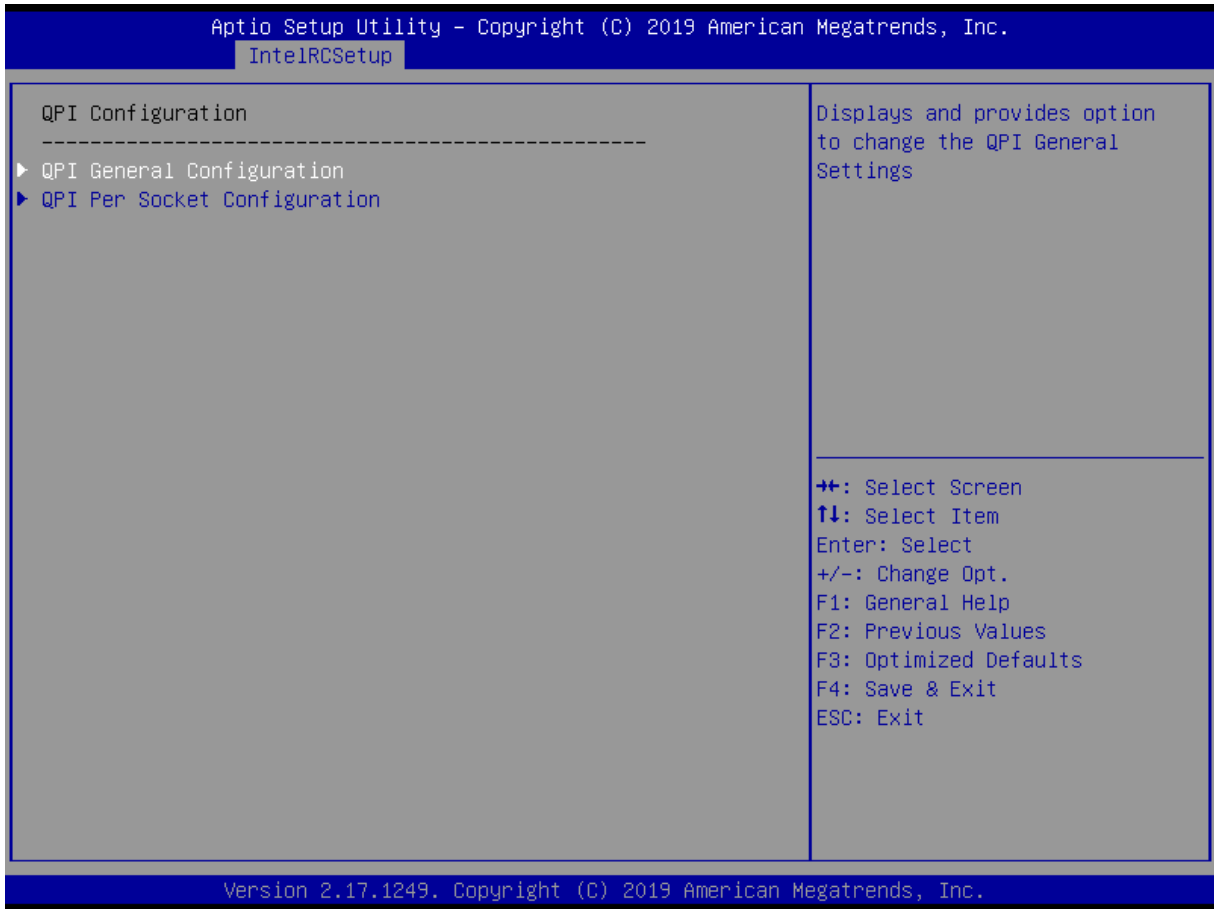 Aptio Setup Utility – Copyright (C) 2019 American Megatrends, Inc.
IntelRCSetup
QPI Configuration
--------------------------------------------------
▶ QPI General Configuration
▶ QPI Per Socket Configuration
Displays and provides option
to change the QPI General
Settings
→←: Select Screen
↑↓: Select Item
Enter: Select
+/-: Change Opt.
F1: General Help
F2: Previous Values
F3: Optimized Defaults
F4: Save & Exit
ESC: Exit
Version 2.17.1249. Copyright (C) 2019 American Megatrends, Inc.